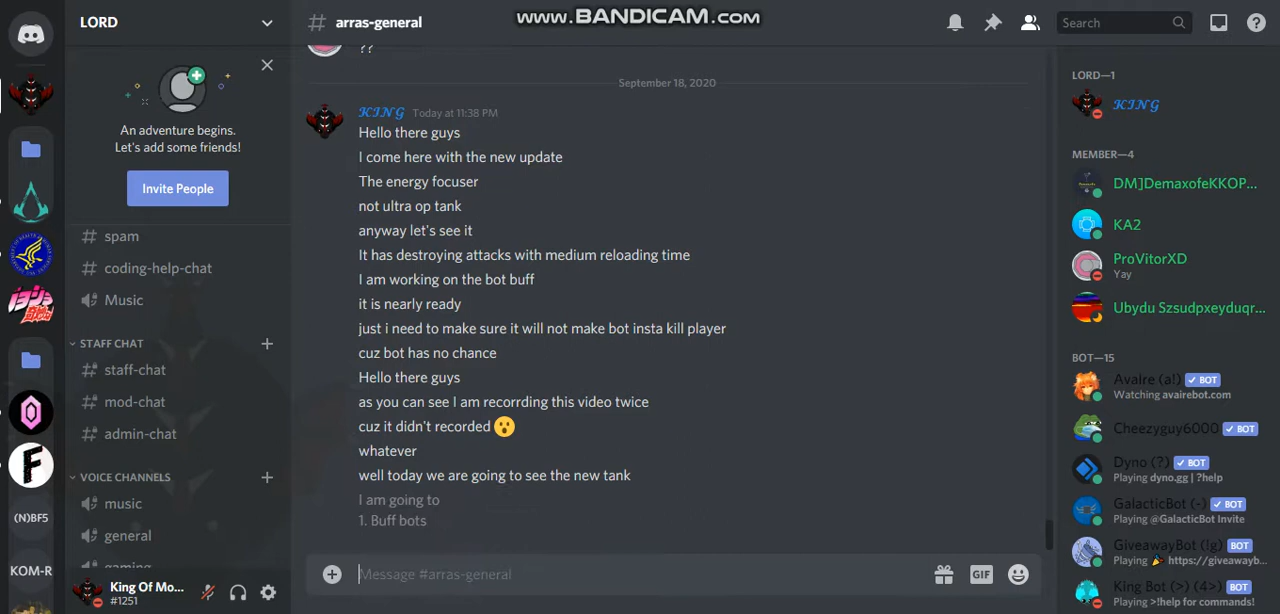 LORD
# arras-general
www.BANDICAM.com
Search
An adventure begins.
Let's add some friends!
Invite People
# spam
# coding-help-chat
Music
STAFF CHAT
staff-chat
mod-chat
admin-chat
VOICE CHANNELS
music
general
gaming
King Of Mo...
#1251
(N)BF5
KOM-R
??
September 18, 2020
𝓚𝓘𝓝𝓖 Today at 11:38 PM
Hello there guys
I come here with the new update
The energy focuser
not ultra op tank
anyway let's see it
It has destroying attacks with medium reloading time
I am working on the bot buff
it is nearly ready
just i need to make sure it will not make bot insta kill player
cuz bot has no chance
Hello there guys
as you can see I am recorrding this video twice
cuz it didn't recorded 😮
whatever
well today we are going to see the new tank
I am going to
1. Buff bots
Message #arras-general
GIF
LORD—1
𝓚𝓘𝓝𝓖
MEMBER—4
DM]DemaxofeKKOP...
KA2
ProVitorXD
Yay
Ubydu Szsudpxeyduqr...
BOT—15
Avaire (a!) ✓ BOT
Watching avairebot.com
Cheezyguy6000 ✓ BOT
Dyno (?) ✓ BOT
Playing dyno.gg | ?help
GalacticBot (-) ✓ BOT
Playing @GalacticBot Invite
GiveawayBot (!g) BOT
Playing 🎉 https://giveawayb...
King Bot (>) (4>) BOT
Playing >!help for commands!